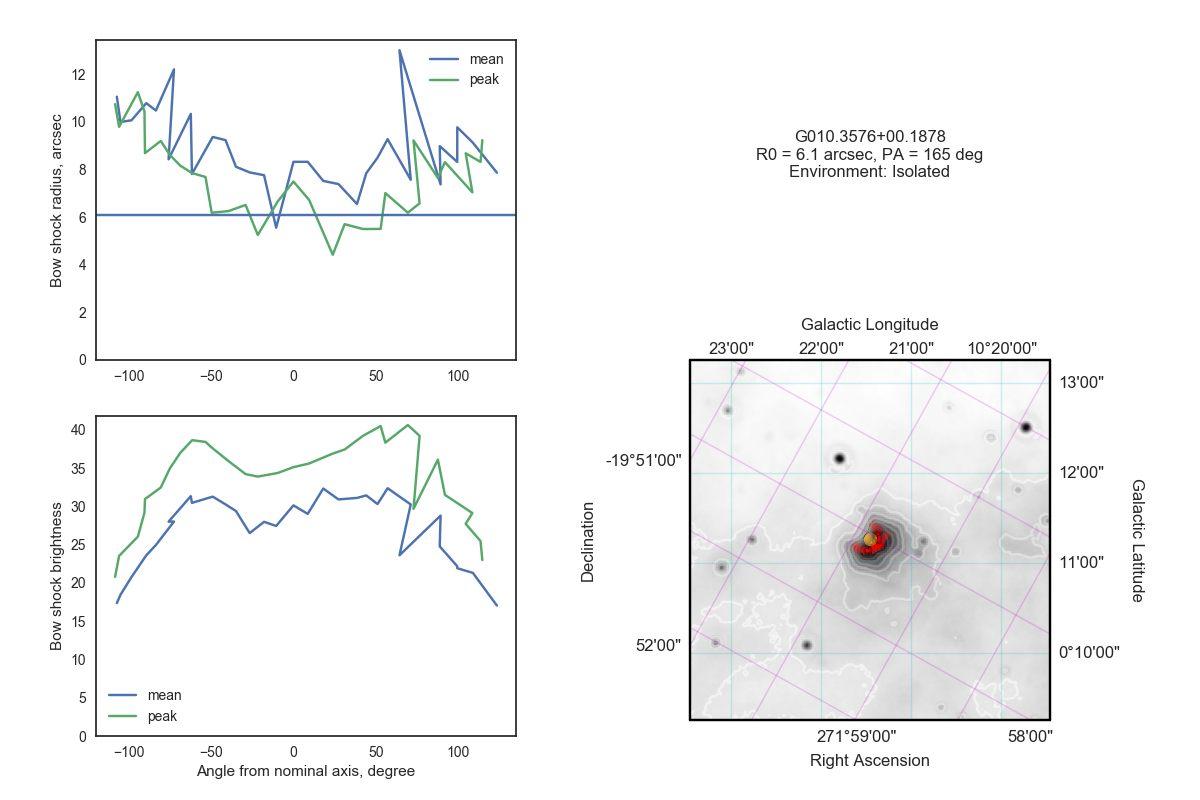 12
10
8
6
4
2
0
Bow shock radius, arcsec
mean
peak
−100
−50
0
50
100
G010.3576+00.1878
R0 = 6.1 arcsec, PA = 165 deg
Environment: Isolated
40
35
30
25
20
15
10
5
0
Bow shock brightness
mean
peak
−100
−50
0
50
100
Angle from nominal axis, degree
Galactic Longitude
23'00"
22'00"
21'00"
10°20'00"
13'00"
12'00"
11'00"
0°10'00"
Galactic Latitude
-19°51'00"
52'00"
Declination
271°59'00"
58'00"
Right Ascension